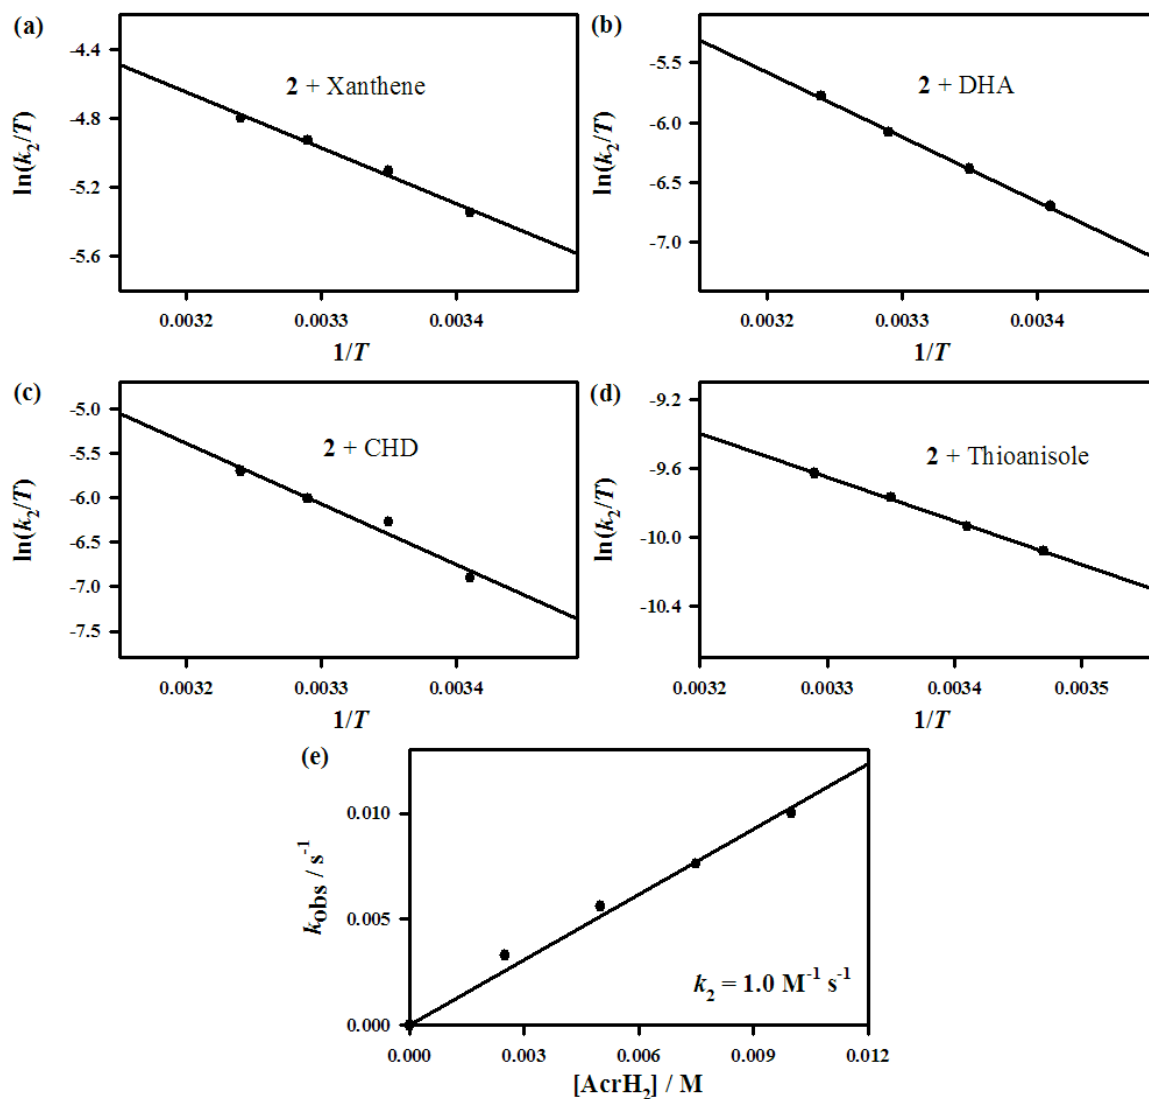 (a)
2 + Xanthene
ln(k2/T)
-4.4
-4.8
-5.2
-5.6
0.0032 0.0033 0.0034
1/T
(b)
2 + DHA
ln(k2/T)
-5.5
-6.0
-6.5
-7.0
0.0032 0.0033 0.0034
1/T
(c)
2 + CHD
ln(k2/T)
-5.0
-5.5
-6.0
-6.5
-7.0
-7.5
0.0032 0.0033 0.0034
1/T
(d)
2 + Thioanisole
ln(k2/T)
-9.2
-9.6
-10.0
-10.4
0.0032 0.0033 0.0034 0.0035
1/T
(e)
kobs / s-1
0.010
0.005
0.000
k2 = 1.0 M-1 s-1
0.000 0.003 0.006 0.009 0.012
[AcrH2] / M